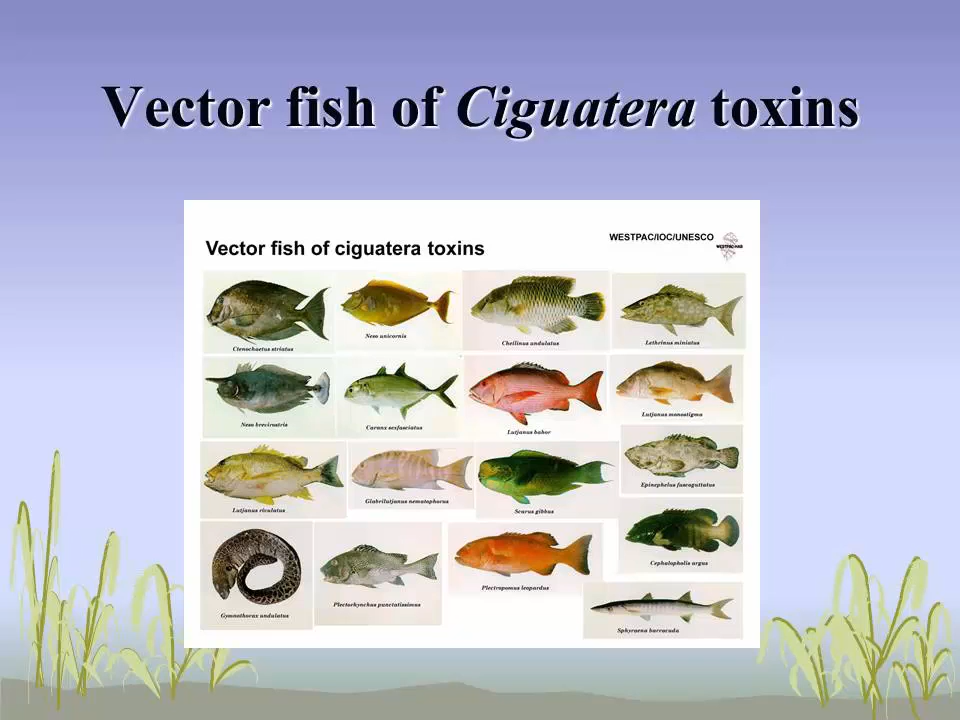 Vector fish of Ciguatera toxins
WESTPAC/IOC/UNESCO
WESTPAC-HAB
Vector fish of ciguatera toxins
Ctenochaetus striatus
Naso unicornis
Cheilinus undulatus
Lethrinus miniatus
Naso brevirostris
Caranx sexfasciatus
Lutjanus bohar
Lutjanus monostigma
Lutjanus rivulatus
Glabrilutjanus nematophorus
Scarus gibbus
Epinephelus fuscoguttatus
Gymnothorax undulatus
Plectorhynchus punctatissimus
Plectropomus leopardus
Cephalopholis argus
Sphyraena barracuda